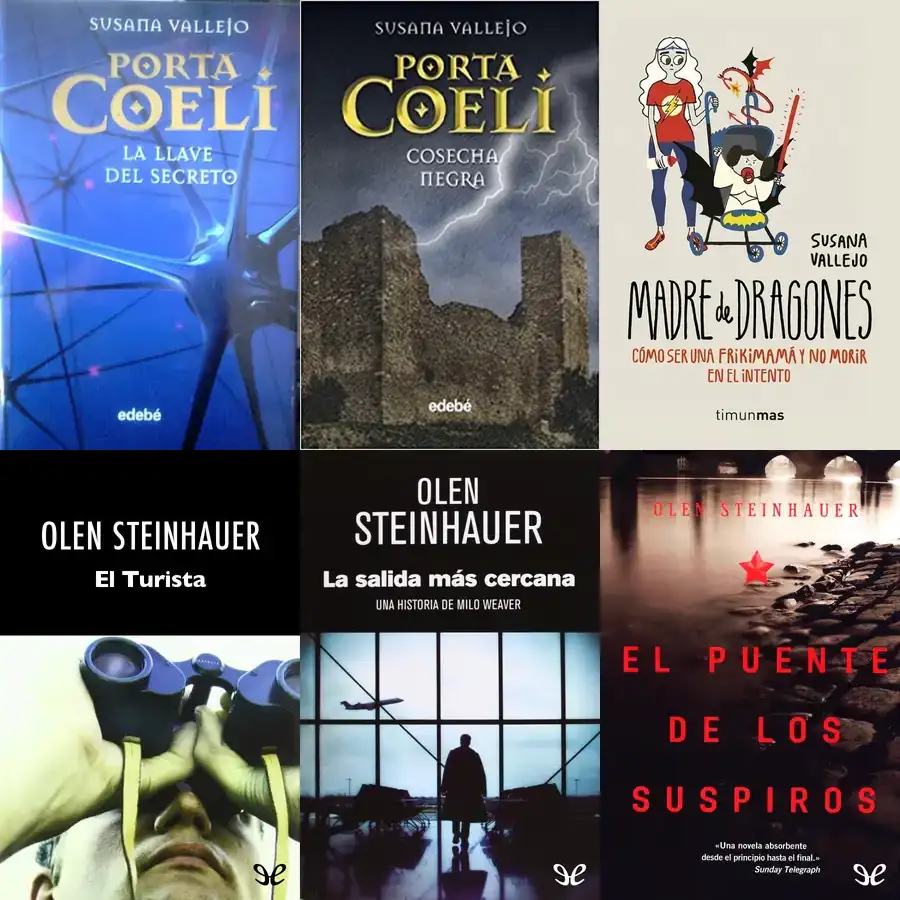 SUSANA VALLEJO
PORTA
COELI
LA LLAVE
DEL SECRETO
edebé
SUSANA VALLEJO
PORTA
COELI
COSECHA
NEGRA
edebé
SUSANA
VALLEJO
MADRE de DRAGONES
CÓMO SER UNA FRIKIMAMÁ Y NO MORIR
EN EL INTENTO
timunmas
OLEN STEINHAUER
El Turista
OLEN
STEINHAUER
La salida más cercana
UNA HISTORIA DE MILO WEAVER
OLEN STEINHAUER
EL PUENTE
DE LOS
SUSPIROS
«Una novela absorbente
desde el principio hasta el final.»
Sunday Telegraph